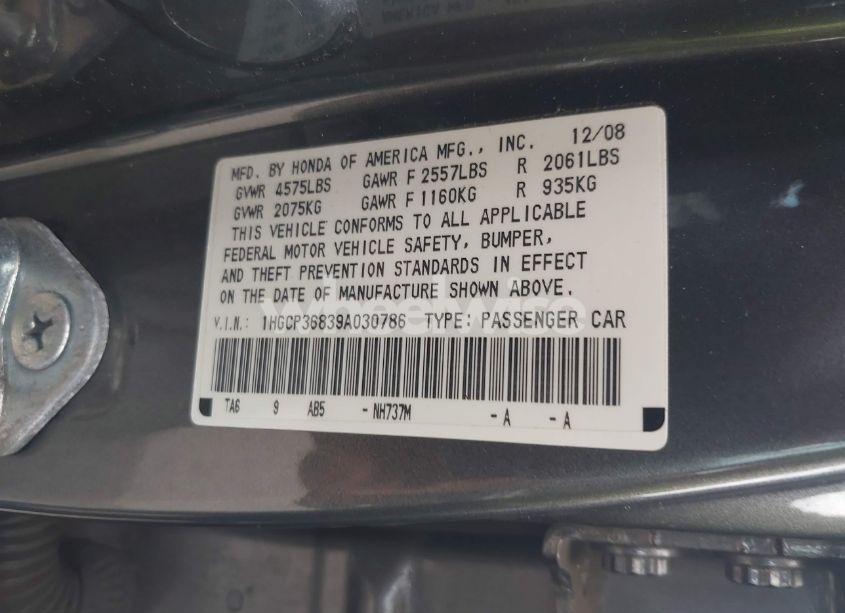 MFD. BY HONDA OF AMERICA MFG., INC. 12/08
GVWR 4575LBS GAWR F 2557LBS R 2061LBS
GVWR 2075KG GAWR F 1160KG R 935KG
THIS VEHICLE CONFORMS TO ALL APPLICABLE
FEDERAL MOTOR VEHICLE SAFETY, BUMPER,
AND THEFT PREVENTION STANDARDS IN EFFECT
ON THE DATE OF MANUFACTURE SHOWN ABOVE.
WheelWise
V.I.N.: 1HGCP36839A030786 TYPE: PASSENGER CAR
TA6 9 AB5 - NH737M - A - A